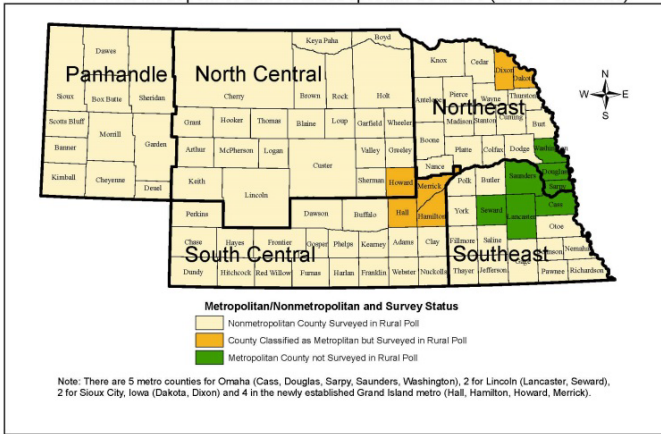 Knox
Cedar
Dixon
Dakota
Keya Paha
Boyd
Dawes
Panhandle
North Central
Northeast
Sioux
Box Butte
Sheridan
Cherry
Brown
Rock
Holt
Antelope
Pierce
Wayne
Thurston
Madison
Stanton
Cuming
Burt
Scotts Bluff
Morrill
Garden
Banner
Kimball
Cheyenne
Deuel
Grant
Hooker
Thomas
Blaine
Loup
Garfield
Wheeler
Arthur
McPherson
Logan
Custer
Valley
Greeley
Boone
Platte
Colfax
Dodge
Washington
Nance
Keith
Lincoln
Sherman
Howard
Merrick
Polk
Butler
Saunders
Douglas
Sarpy
Perkins
Dawson
Buffalo
Hall
Hamilton
York
Seward
Lancaster
Cass
Otoe
Chase
Hayes
Frontier
Gosper
Phelps
Kearney
Adams
Clay
Fillmore
Saline
South Central
Southeast
Dundy
Hitchcock
Red Willow
Furnas
Harlan
Franklin
Webster
Nuckolls
Thayer
Jefferson
Gage
Pawnee
Richardson
N
W E
S
Metropolitan/Nonmetropolitan and Survey Status
Nonmetropolitan County Surveyed in Rural Poll
County Classified as Metroplitan but Surveyed in Rural Poll
Metropolitan County not Surveyed in Rural Poll
Note: There are 5 metro counties for Omaha (Cass, Douglas, Sarpy, Saunders, Washington), 2 for Lincoln (Lancaster, Seward),
2 for Sioux City, Iowa (Dakota, Dixon) and 4 in the newly established Grand Island metro (Hall, Hamilton, Howard, Merrick).